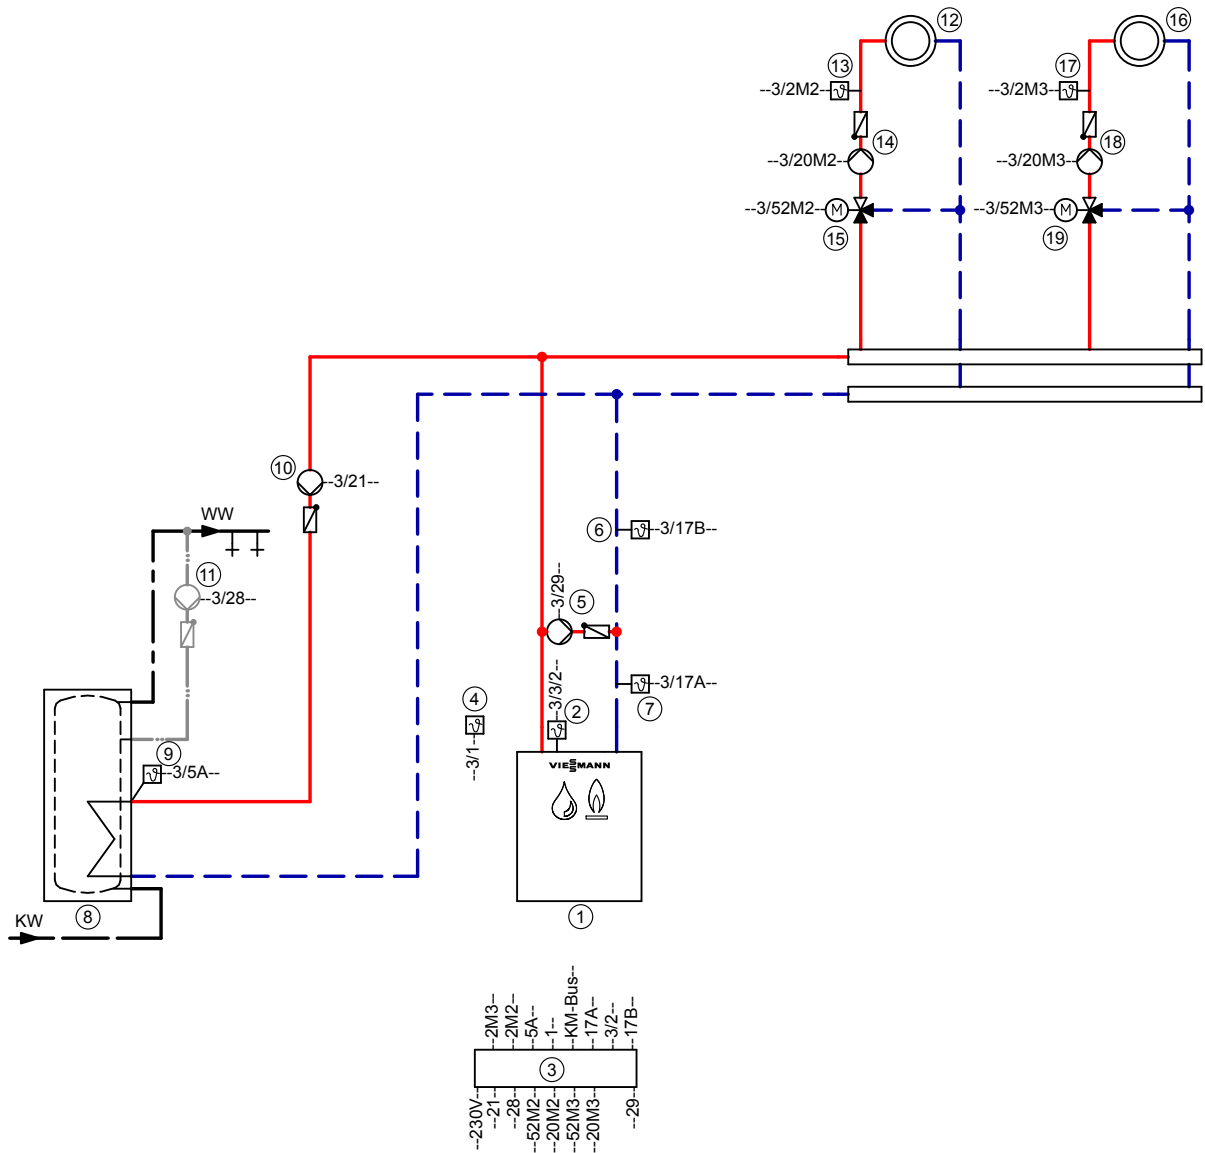 12
16
13
17
--3/2M2--
--3/2M3--
14
18
--3/20M2--
--3/20M3--
--3/52M2--
M
--3/52M3--
M
15
19
10
--3/21--
WW
6
--3/17B--
11
--3/28--
--3/29--
5
4
--3/3/2--
2
--3/17A--
7
--3/1--
9
--3/5A--
VIESMANN
8
1
KW
--2M3--
--2M2--
--5A--
--1--
--KM-Bus--
--17A--
--3/2--
--17B--
3
--230V--
--21--
--28--
--52M2--
--20M2--
--52M3--
--20M3--
--29--